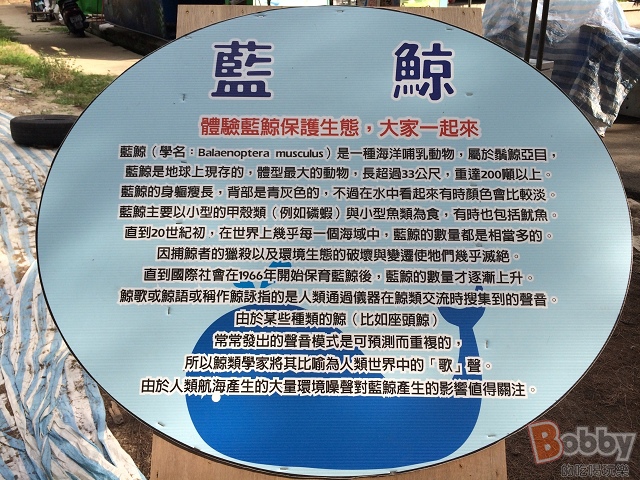 藍鯨
體驗藍鯨保護生態，大家一起來
藍鯨（學名：Balaenoptera musculus）是一種海洋哺乳動物，屬於鬚鯨亞目，
藍鯨是地球上現存的，體型最大的動物，長超過33公尺，重達200噸以上。
藍鯨的身軀瘦長，背部是青灰色的，不過在水中看起來有時顏色會比較淡。
藍鯨主要以小型的甲殼類（例如磷蝦）與小型魚類為食，有時也包括魷魚。
直到20世紀初，在世界上幾乎每一個海域中，藍鯨的數量都是相當多的。
因捕鯨者的獵殺以及環境生態的破壞與變遷使牠們幾乎滅絕。
直到國際社會在1966年開始保育藍鯨後，藍鯨的數量才逐漸上升。
鯨歌或鯨語或稱作鯨詠指的是人類通過儀器在鯨類交流時搜集到的聲音。
由於某些種類的鯨（比如座頭鯨）
常常發出的聲音模式是可預測而重複的，
所以鯨類學家將其比喻為人類世界中的「歌」聲。
由於人類航海產生的大量環境噪聲對藍鯨產生的影響值得關注。
Bobby
的吃喝玩樂